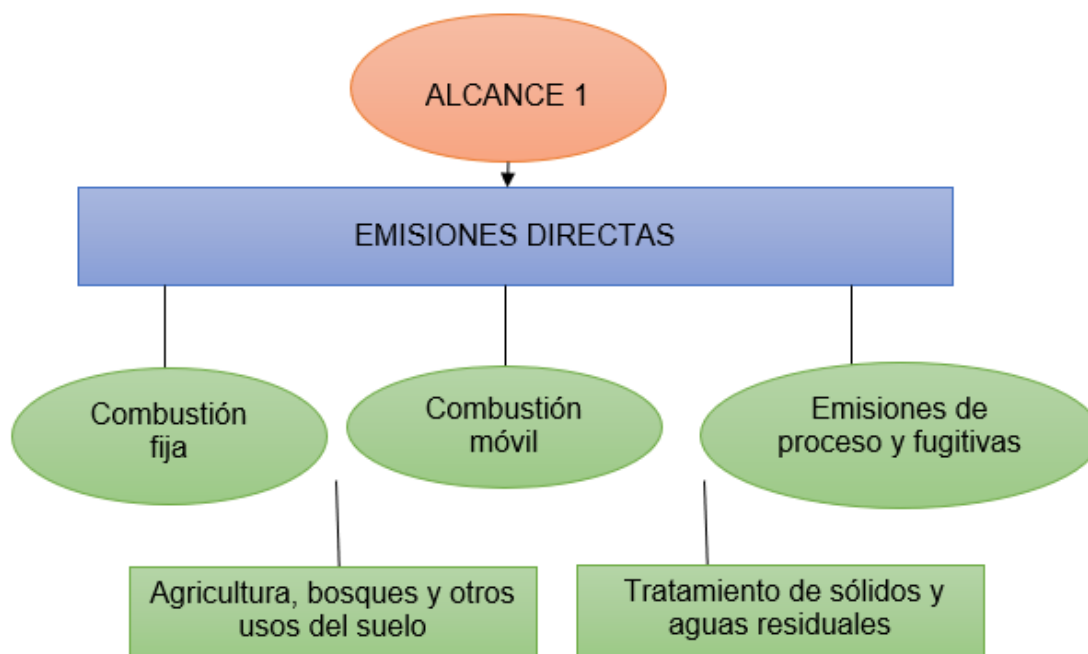 ALCANCE 1
EMISIONES DIRECTAS
Combustión
fija
Combustión
móvil
Emisiones de
proceso y fugitivas
Agricultura, bosques y otros
usos del suelo
Tratamiento de sólidos y
aguas residuales